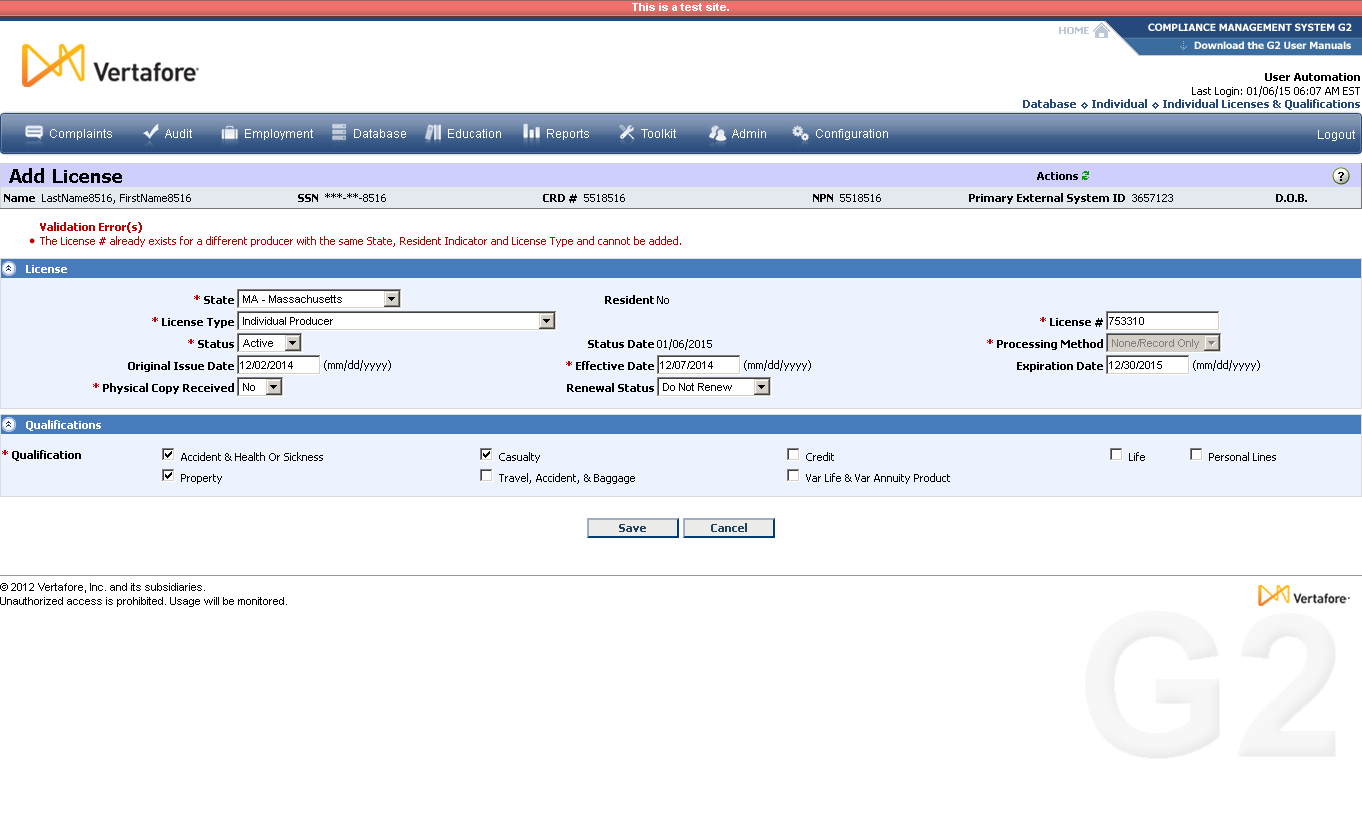 This is a test site.
HOME
COMPLIANCE MANAGEMENT SYSTEM G2
Download the G2 User Manuals
Vertafore
User Automation
Last Login: 01/06/15 06:07 AM EST
Database Individual Individual Licenses & Qualifications
Complaints Audit Employment Database Education Reports Toolkit Admin Configuration Logout
Add License Actions ?
Name LastName8516, FirstName8516 SSN ***-**-8516 CRD # 5518516 NPN 5518516 Primary External System ID 3657123 D.O.B.
Validation Error(s)
• The License # already exists for a different producer with the same State, Resident Indicator and License Type and cannot be added.
License
* State MA - Massachusetts Resident No
* License Type Individual Producer * License # 753310
* Status Active Status Date 01/06/2015 * Processing Method None/Record Only
Original Issue Date 12/02/2014 (mm/dd/yyyy) * Effective Date 12/07/2014 (mm/dd/yyyy) Expiration Date 12/30/2015 (mm/dd/yyyy)
* Physical Copy Received No Renewal Status Do Not Renew
Qualifications
* Qualification Accident & Health Or Sickness Casualty Credit Life Personal Lines
Property Travel, Accident, & Baggage Var Life & Var Annuity Product
Save Cancel
© 2012 Vertafore, Inc. and its subsidiaries.
Unauthorized access is prohibited. Usage will be monitored.
Vertafore
G2